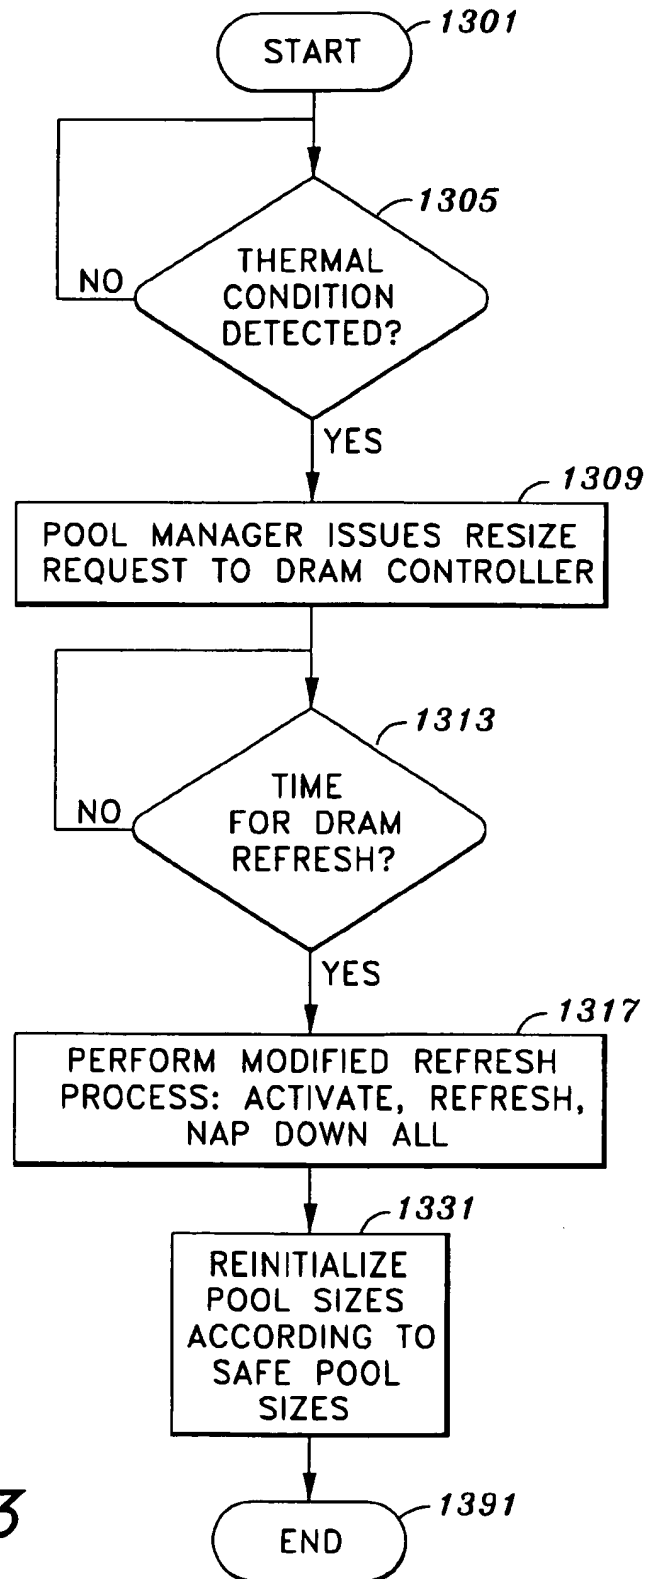 1301
START
1305
THERMAL
CONDITION
DETECTED?
NO
YES
1309
POOL MANAGER ISSUES RESIZE
REQUEST TO DRAM CONTROLLER
1313
TIME
FOR DRAM
REFRESH?
NO
YES
1317
PERFORM MODIFIED REFRESH
PROCESS: ACTIVATE, REFRESH,
NAP DOWN ALL
1331
REINITIALIZE
POOL SIZES
ACCORDING TO
SAFE POOL
SIZES
3
1391
END